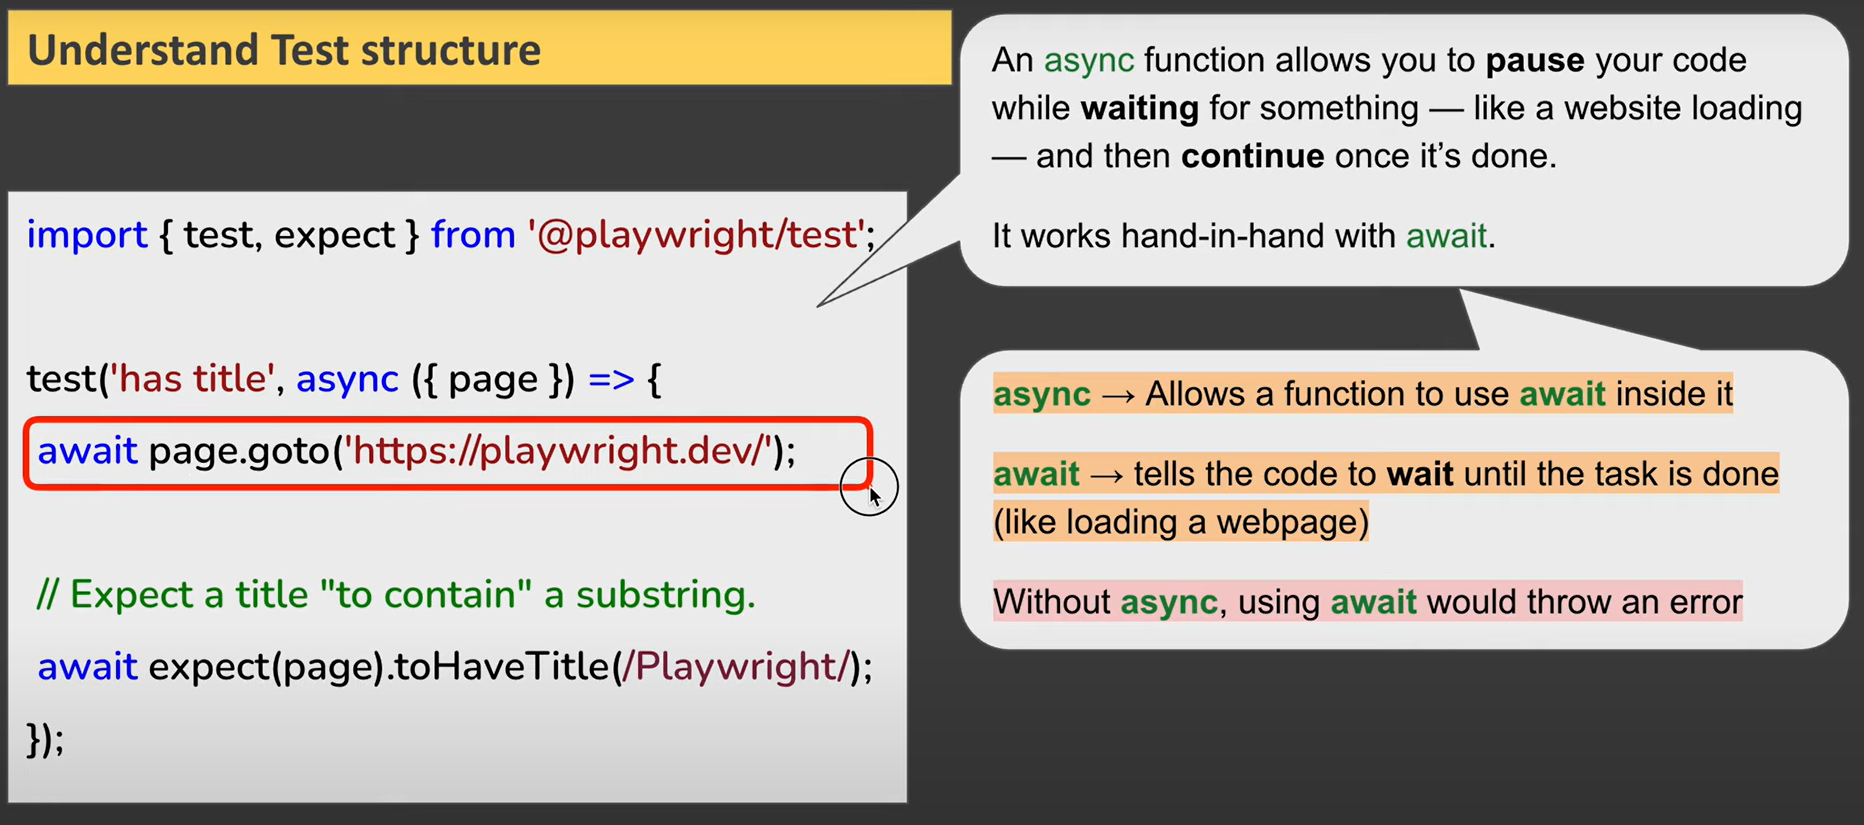 Understand Test structure
import { test, expect } from '@playwright/test';
test('has title', async ({ page }) => {
await page.goto('https://playwright.dev/');
// Expect a title "to contain" a substring.
await expect(page).toHaveTitle(/Playwright/);
});
An async function allows you to pause your code
while waiting for something — like a website loading
— and then continue once it’s done.
It works hand-in-hand with await.
async → Allows a function to use await inside it
await → tells the code to wait until the task is done
(like loading a webpage)
Without async, using await would throw an error